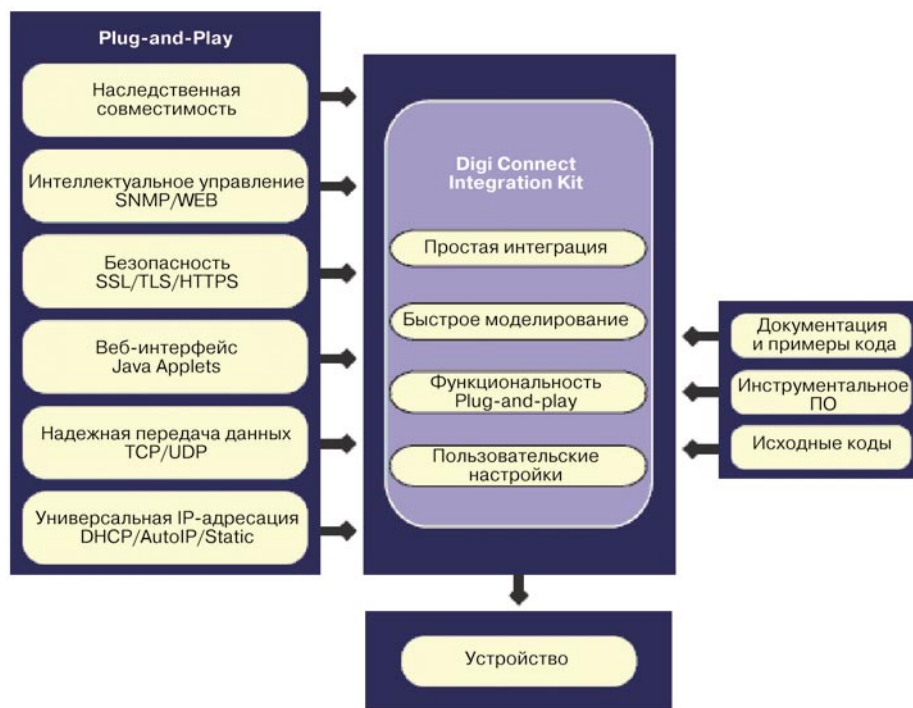 Plug-and-Play
Наследственная
совместимость
Интеллектуальное управление
SNMP/WEB
Безопасность
SSL/TLS/HTTPS
Веб-интерфейс
Java Applets
Надежная передача данных
TCP/UDP
Универсальная IP-адресация
DHCP/AutoIP/Static
Digi Connect
Integration Kit
Простая интеграция
Быстрое моделирование
Функциональность
Plug-and-play
Пользовательские
настройки
Документация
и примеры кода
Инструментальное
ПО
Исходные коды
Устройство